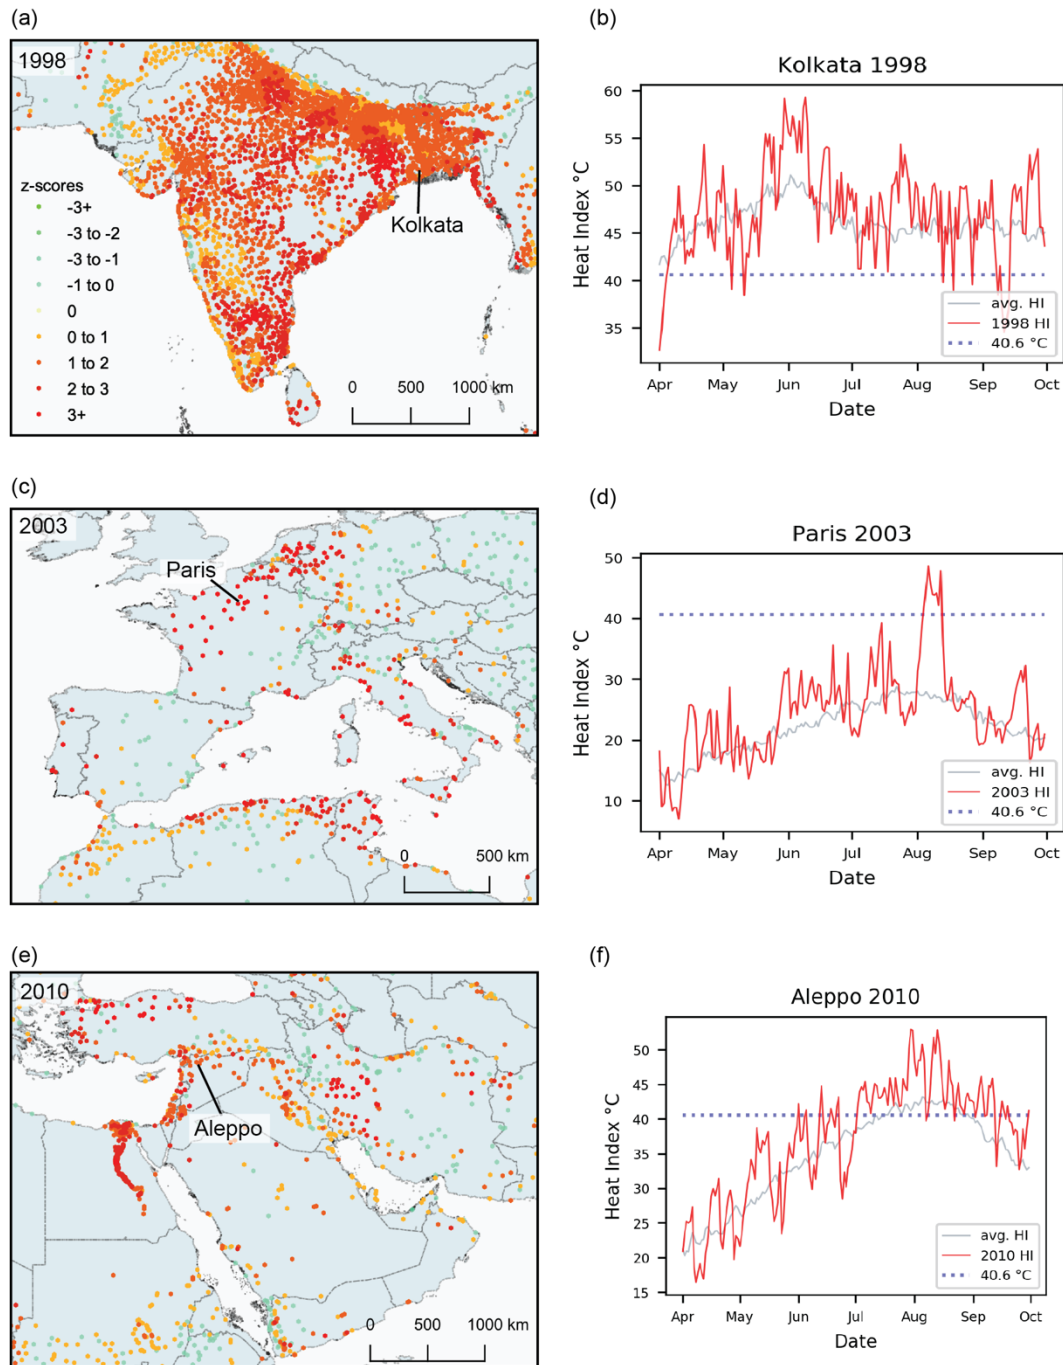 (a)
1998
z-scores
-3+
-3 to -2
-3 to -1
-1 to 0
0
0 to 1
1 to 2
2 to 3
3+
Kolkata
0 500 1000 km
(b)
Kolkata 1998
Heat Index °C
60
55
50
45
40
35
avg. HI
1998 HI
40.6 °C
Apr May Jun Jul Aug Sep Oct
Date
(c)
2003
Paris
0 500 km
(d)
Paris 2003
Heat Index °C
50
40
30
20
10
avg. HI
2003 HI
40.6 °C
Apr May Jun Jul Aug Sep Oct
Date
(e)
2010
Aleppo
0 500 1000 km
(f)
Aleppo 2010
Heat Index °C
50
45
40
35
30
25
20
15
avg. HI
2010 HI
40.6 °C
Apr May Jun Jul Aug Sep Oct
Date